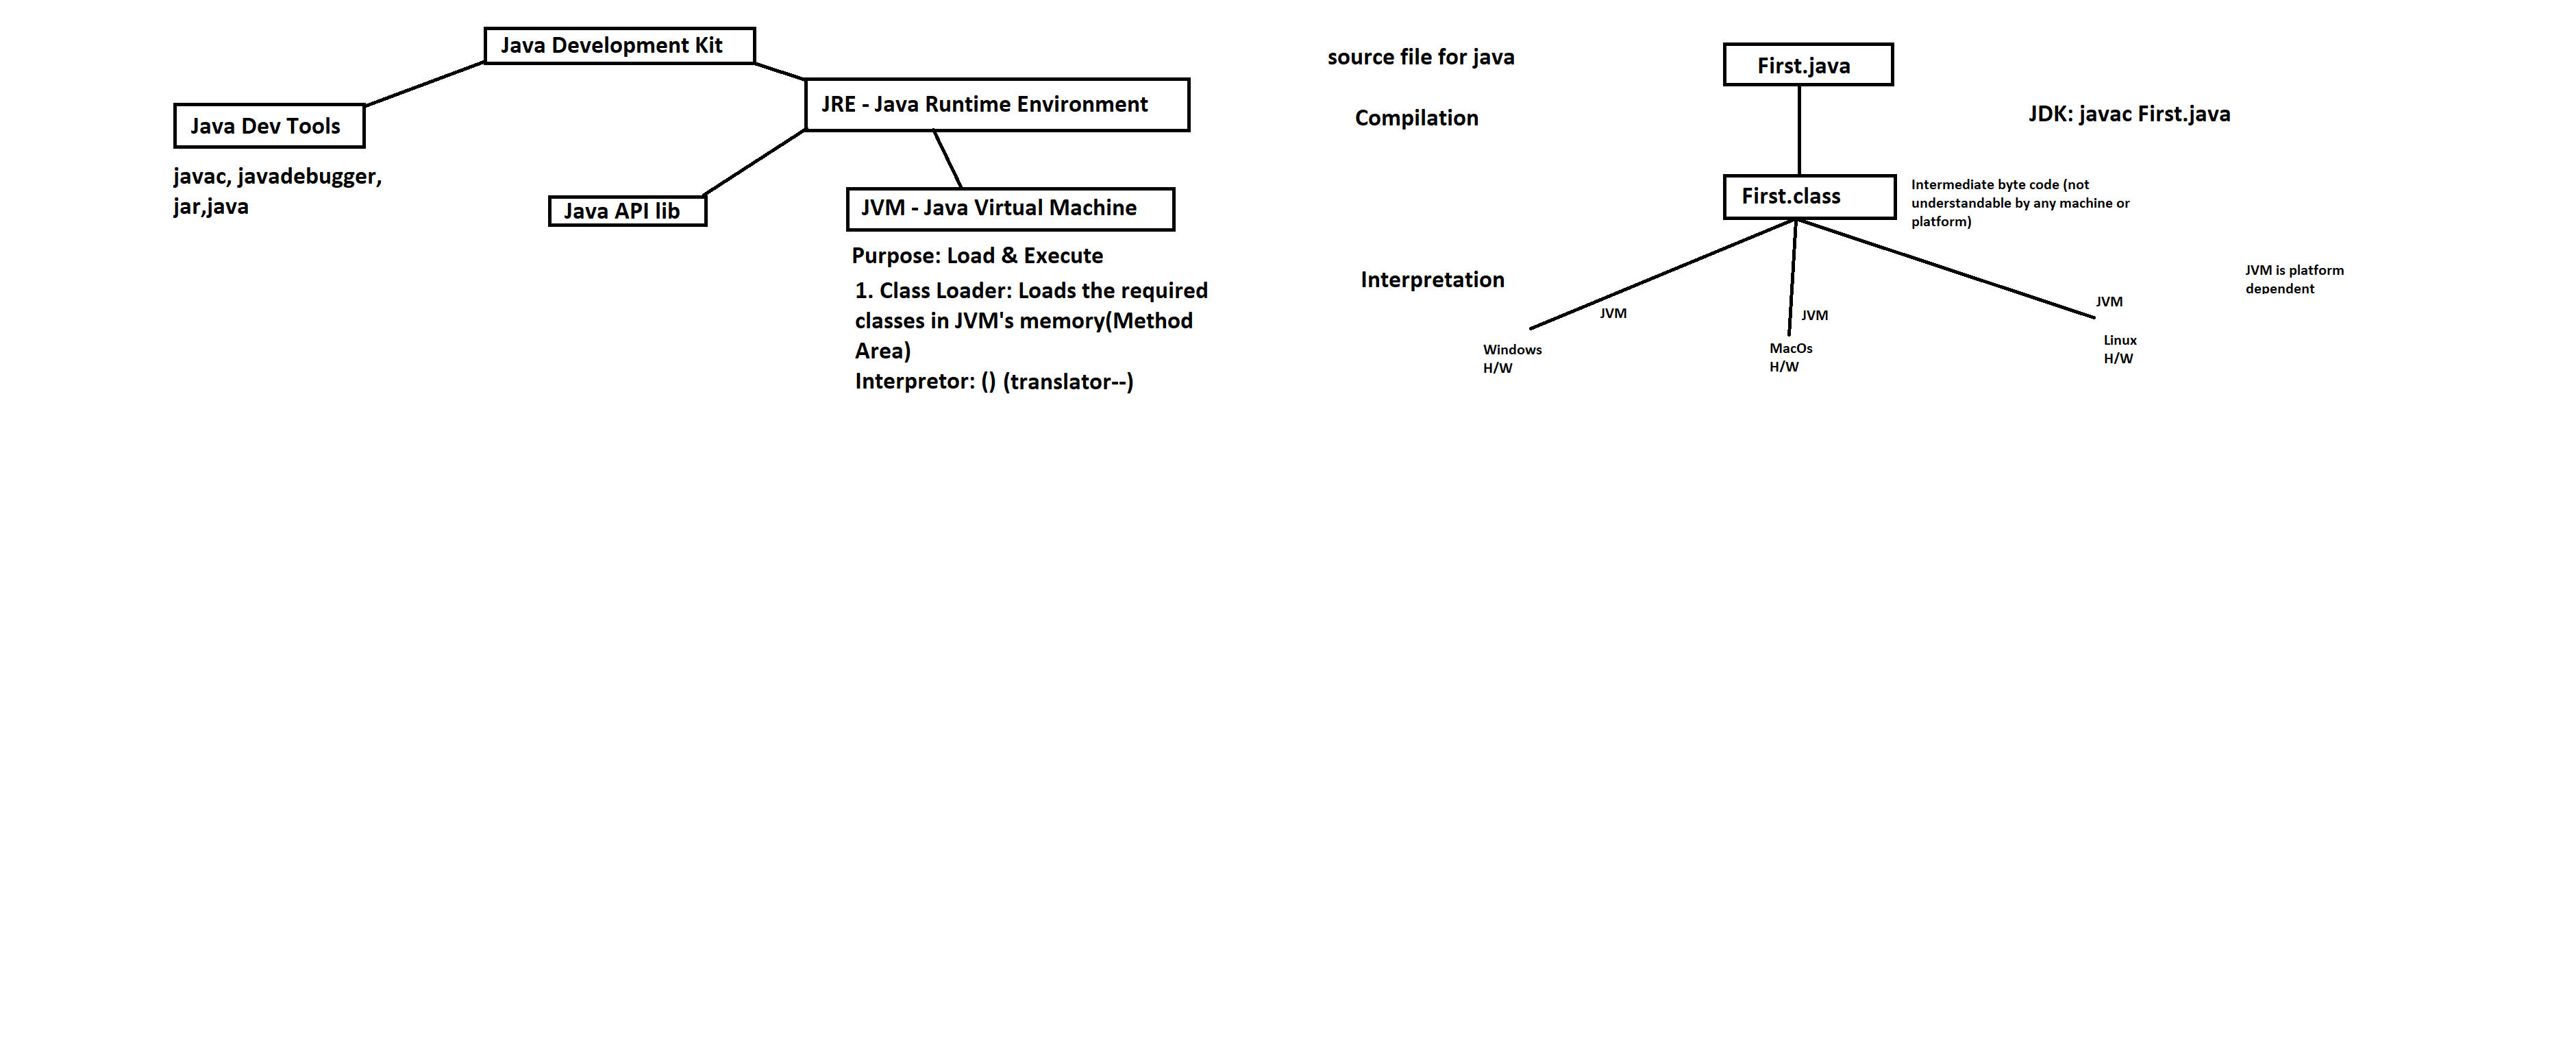 Java Development Kit
JRE - Java Runtime Environment
Java Dev Tools
javac, javadebugger,
jar,java
Java API lib
JVM - Java Virtual Machine
Purpose: Load & Execute
1. Class Loader: Loads the required
classes in JVM's memory(Method
Area)
Interpretor: () (translator--)
source file for java
First.java
Compilation
JDK: javac First.java
First.class
Intermediate byte code (not
understandable by any machine or
platform)
Interpretation
JVM is platform
dependent
JVM
JVM
JVM
Windows
H/W
MacOs
H/W
Linux
H/W